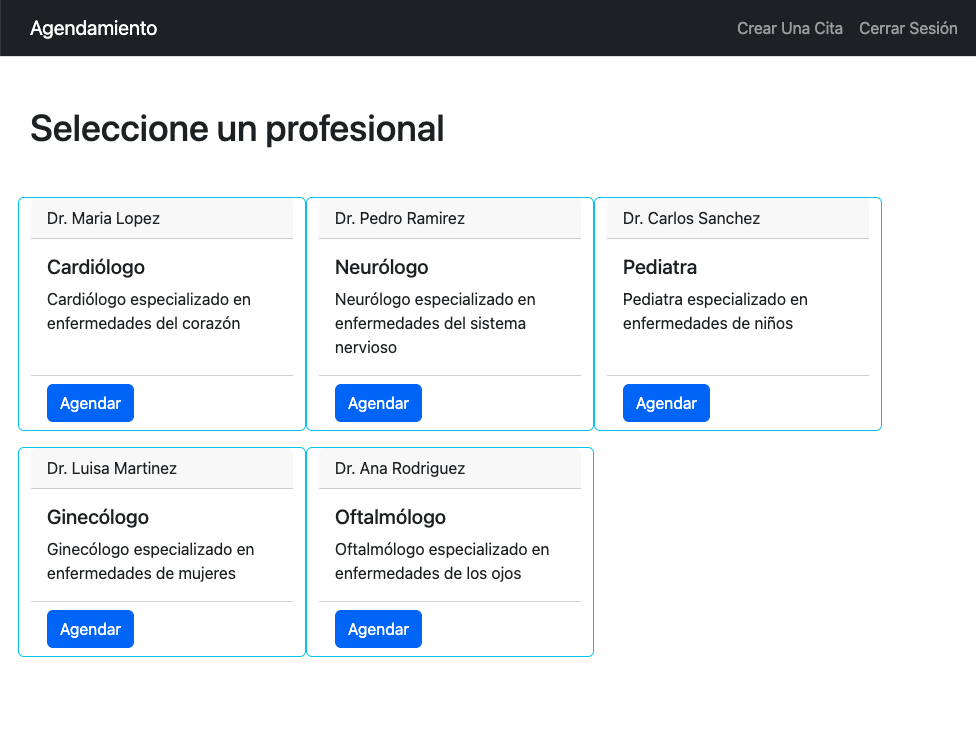 Agendamiento
Crear Una Cita
Cerrar Sesión
Seleccione un profesional
Dr. Maria Lopez
Cardiólogo
Cardiólogo especializado en
enfermedades del corazón
Agendar
Dr. Pedro Ramirez
Neurólogo
Neurólogo especializado en
enfermedades del sistema
nervioso
Agendar
Dr. Carlos Sanchez
Pediatra
Pediatra especializado en
enfermedades de niños
Agendar
Dr. Luisa Martinez
Ginecólogo
Ginecólogo especializado en
enfermedades de mujeres
Agendar
Dr. Ana Rodriguez
Oftalmólogo
Oftalmólogo especializado en
enfermedades de los ojos
Agendar